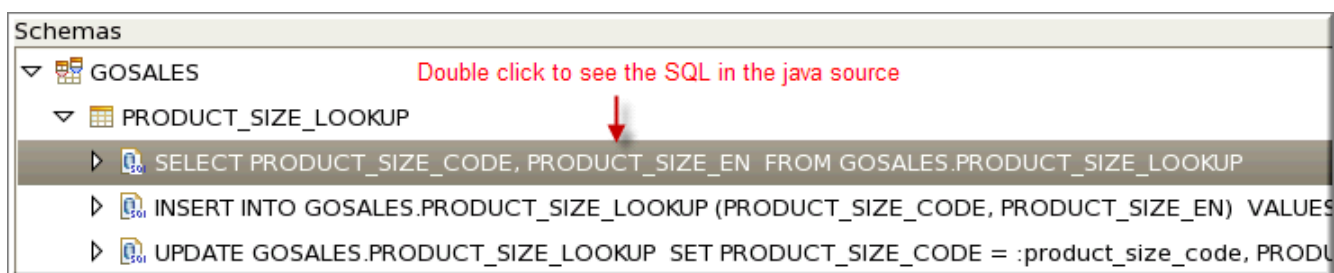 Schemas
GOSALES
Double click to see the SQL in the java source
PRODUCT_SIZE_LOOKUP
SELECT PRODUCT_SIZE_CODE, PRODUCT_SIZE_EN FROM GOSALES.PRODUCT_SIZE_LOOKUP
INSERT INTO GOSALES.PRODUCT_SIZE_LOOKUP (PRODUCT_SIZE_CODE, PRODUCT_SIZE_EN) VALUES
UPDATE GOSALES.PRODUCT_SIZE_LOOKUP SET PRODUCT_SIZE_CODE = :product_size_code, PRODU